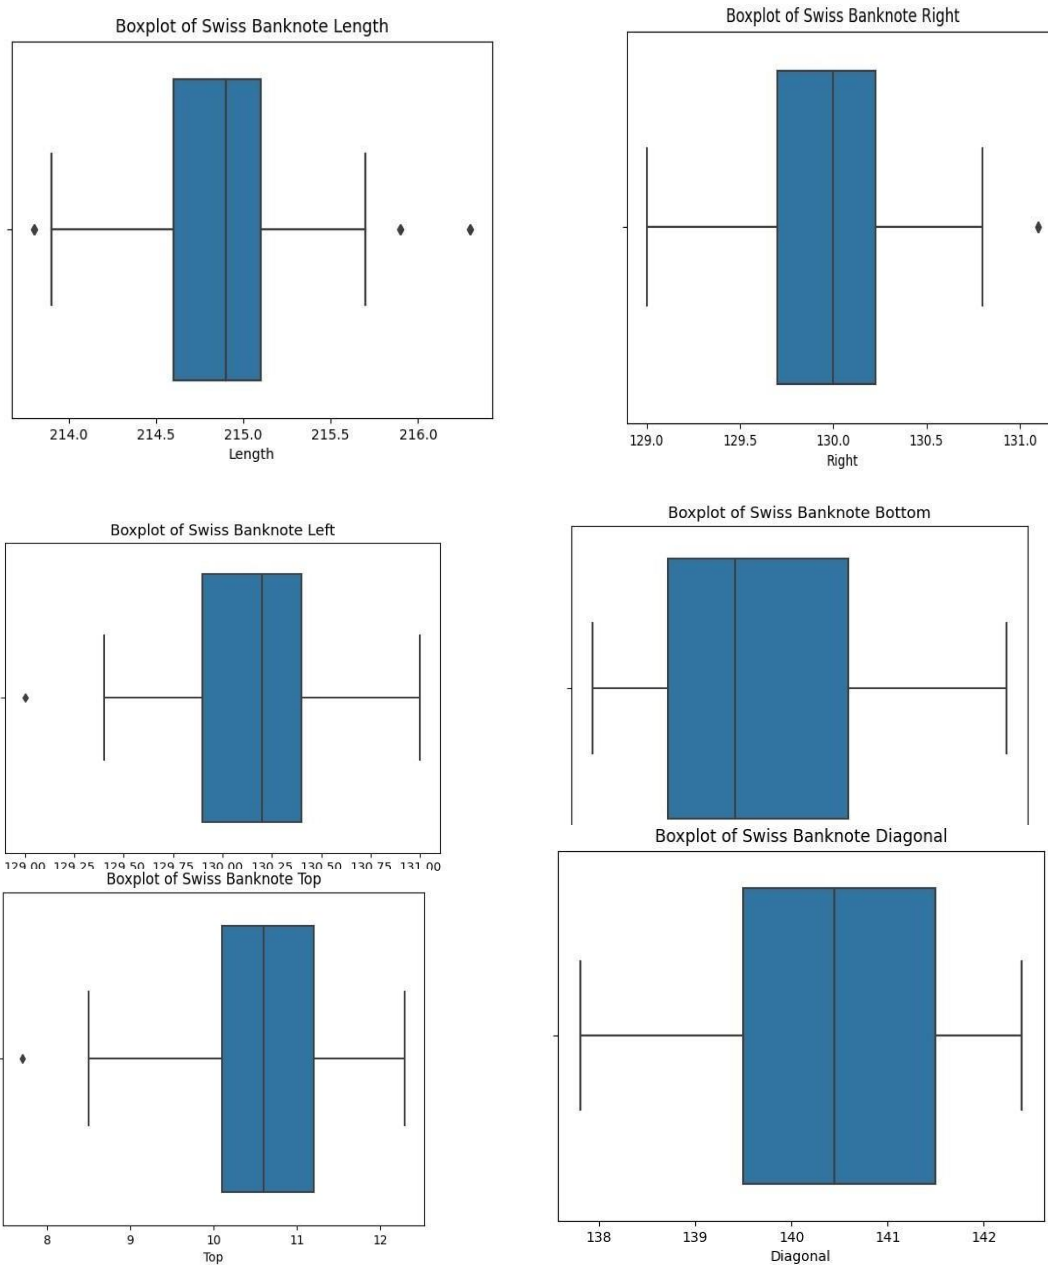 Boxplot of Swiss Banknote Length
214.0 214.5 215.0 215.5 216.0
Length
Boxplot of Swiss Banknote Right
129.0 129.5 130.0 130.5 131.0
Right
Boxplot of Swiss Banknote Left
129.00 129.25 129.50 129.75 130.00 130.25 130.50 130.75 131.00
Boxplot of Swiss Banknote Bottom
Boxplot of Swiss Banknote Top
8 9 10 11 12
Top
Boxplot of Swiss Banknote Diagonal
138 139 140 141 142
Diagonal